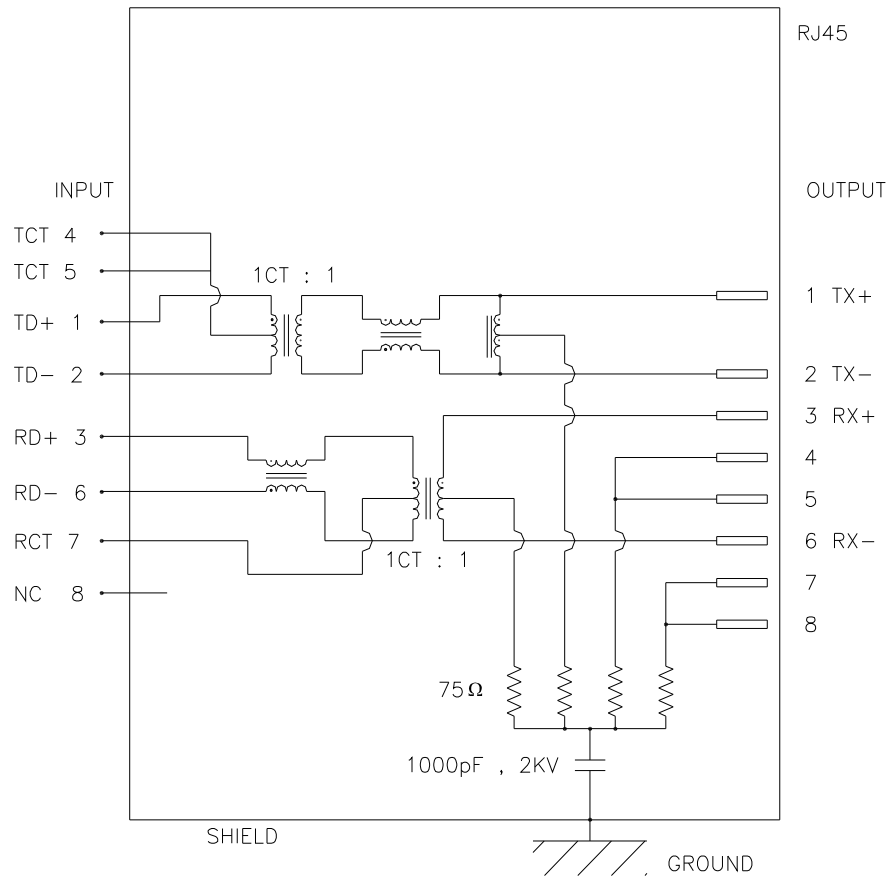 RJ45
INPUT
OUTPUT
TCT 4
TCT 5
1CT : 1
TD+ 1
1 TX+
TD- 2
2 TX-
3 RX+
RD+ 3
4
RD- 6
5
RCT 7
6 RX-
1CT : 1
7
NC 8
8
75Ω
1000pF , 2KV
SHIELD
GROUND